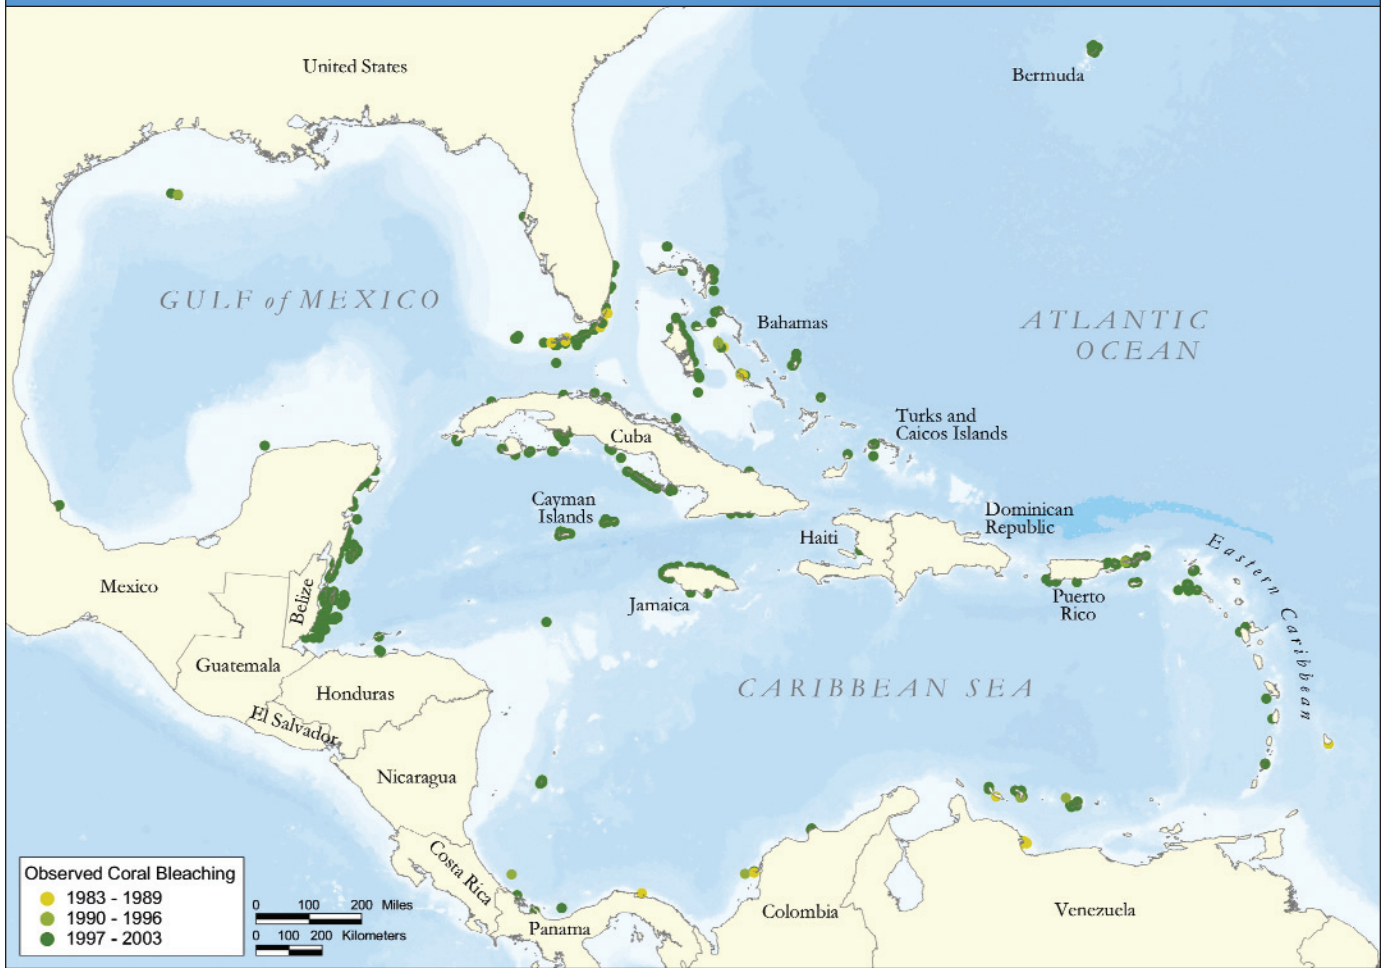 United States
Bermuda
GULF of MEXICO
ATLANTIC
OCEAN
Bahamas
Turks and
Caicos Islands
Cuba
Cayman
Islands
Dominican
Republic
Haiti
Eastern Caribbean
Mexico
Belize
Jamaica
Puerto
Rico
Guatemala
Honduras
CARIBBEAN SEA
El Salvador
Nicaragua
Costa Rica
Panama
Colombia
Venezuela
Observed Coral Bleaching
1983 - 1989
1990 - 1996
1997 - 2003
0 100 200 Miles
0 100 200 Kilometers